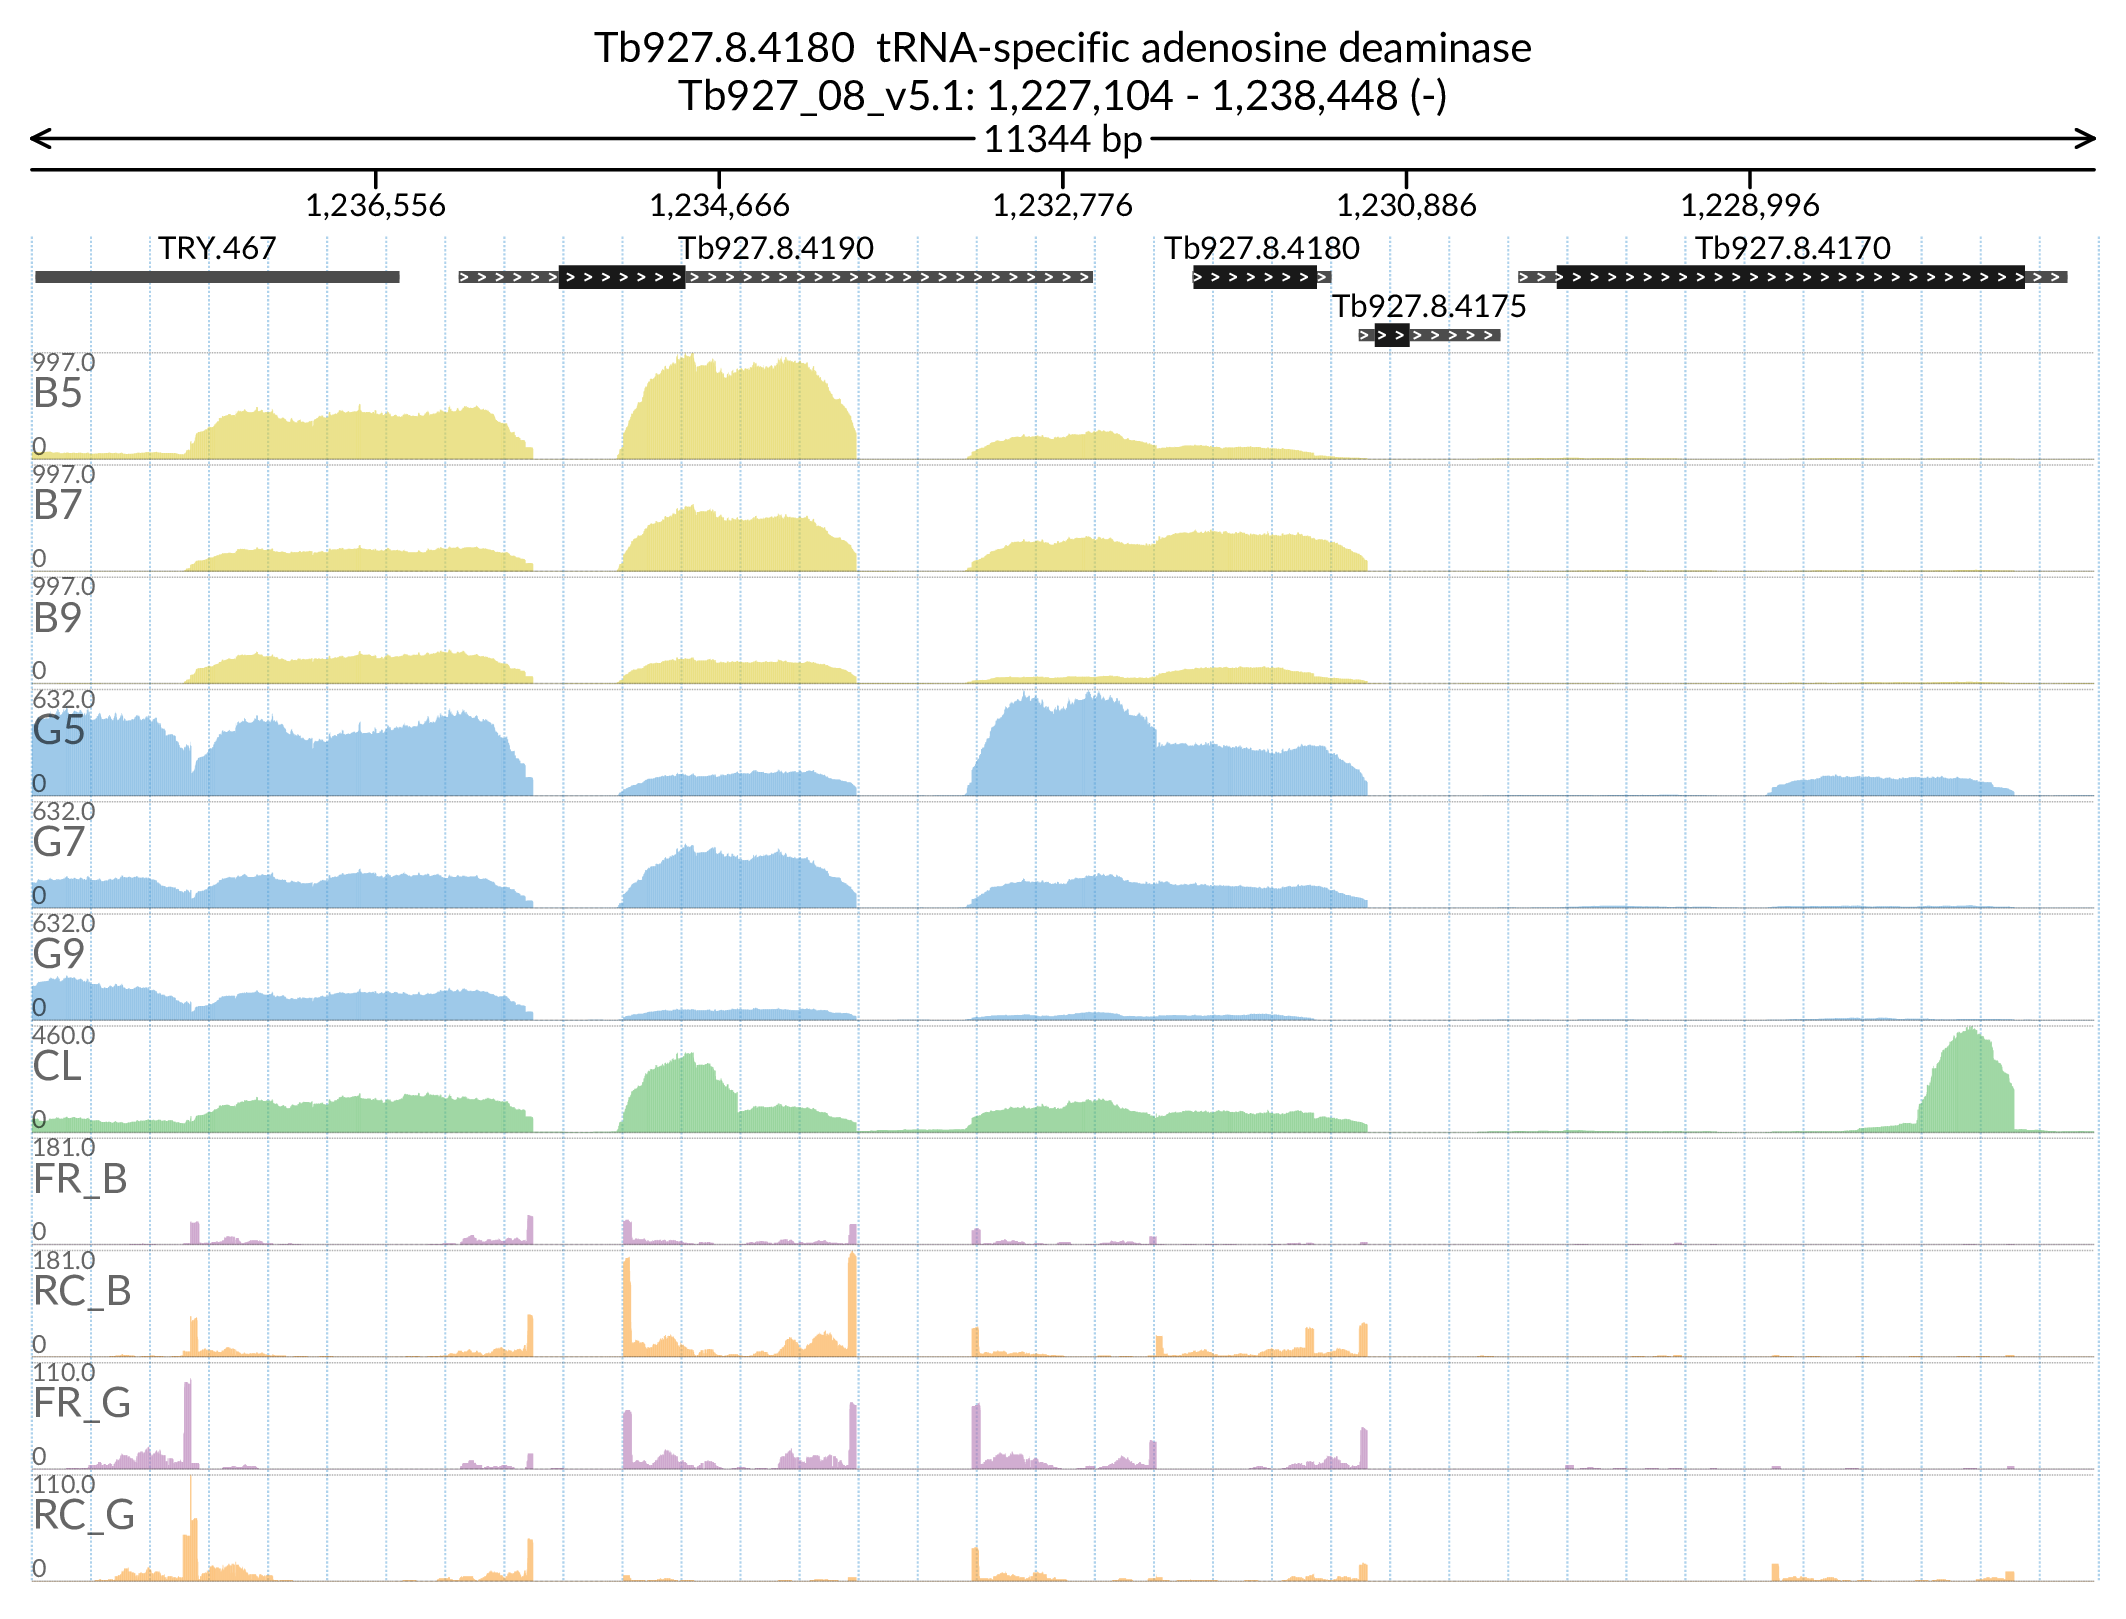 Tb927.8.4180  tRNA-specific adenosine deaminase
Tb927_08_v5.1: 1,227,104 - 1,238,448 (-)
11344 bp
1,236,556 1,234,666 1,232,776 1,230,886 1,228,996
TRY.467 Tb927.8.4190 Tb927.8.4180 Tb927.8.4170
Tb927.8.4175
997.0
B5
0
997.0
B7
0
997.0
B9
0
632.0
G5
0
632.0
G7
0
632.0
G9
0
460.0
CL
0
181.0
FR_B
0
181.0
RC_B
0
110.0
FR_G
0
110.0
RC_G
0